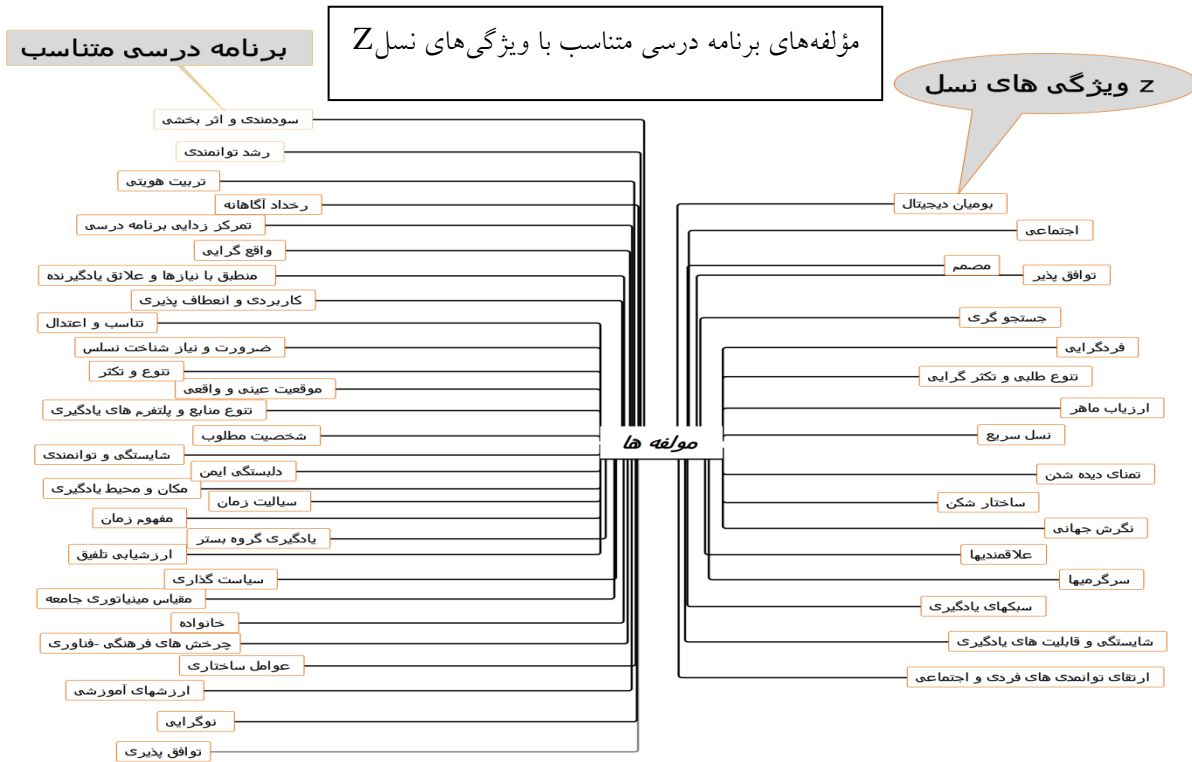 مؤلفه‌های برنامه درسی متناسب با ویژگی‌های نسلZ
ویژگی های نسل z
بومیان دیجیتال
اجتماعی
مصمم
توافق پذیر
جستجو گری
فردگرایی
تنوع طلبی و تکثر گرایی
ارزیاب ماهر
نسل سریع
تمنای دیده شدن
ساختار شکن
نگرش جهانی
علاقمندیها
سرگرمیها
سبکهای یادگیری
شایستگی و قابلیت های یادگیری
ارتقای توانمدی های فردی و اجتماعی
مولفه ها
برنامه درسی متناسب
سودمندی و اثر بخشی
رشد توانمندی
تربیت هویتی
رخداد آگاهانه
تمرکز زدایی برنامه درسی
واقع گرایی
منطبق با نیازها و علائق یادگیرنده
کاربردی و انعطاف پذیری
تناسب و اعتدال
ضرورت و نیاز شناخت نسلس
تنوع و تکثر
موقعیت عینی و واقعی
تنوع منابع و پلتفرم های یادگیری
شخصیت مطلوب
شایستگی و توانمندی
دلبستگی ایمن
مکان و محیط یادگیری
سیالیت زمان
مفهوم زمان
یادگیری گروه بستر
ارزشیابی تلفیق
سیاست گذاری
مقیاس مینیاتوری جامعه
خانواده
چرخش های فرهنگی -فناوری
عوامل ساختاری
ارزشهای آموزشی
نوگرایی
توافق پذیری